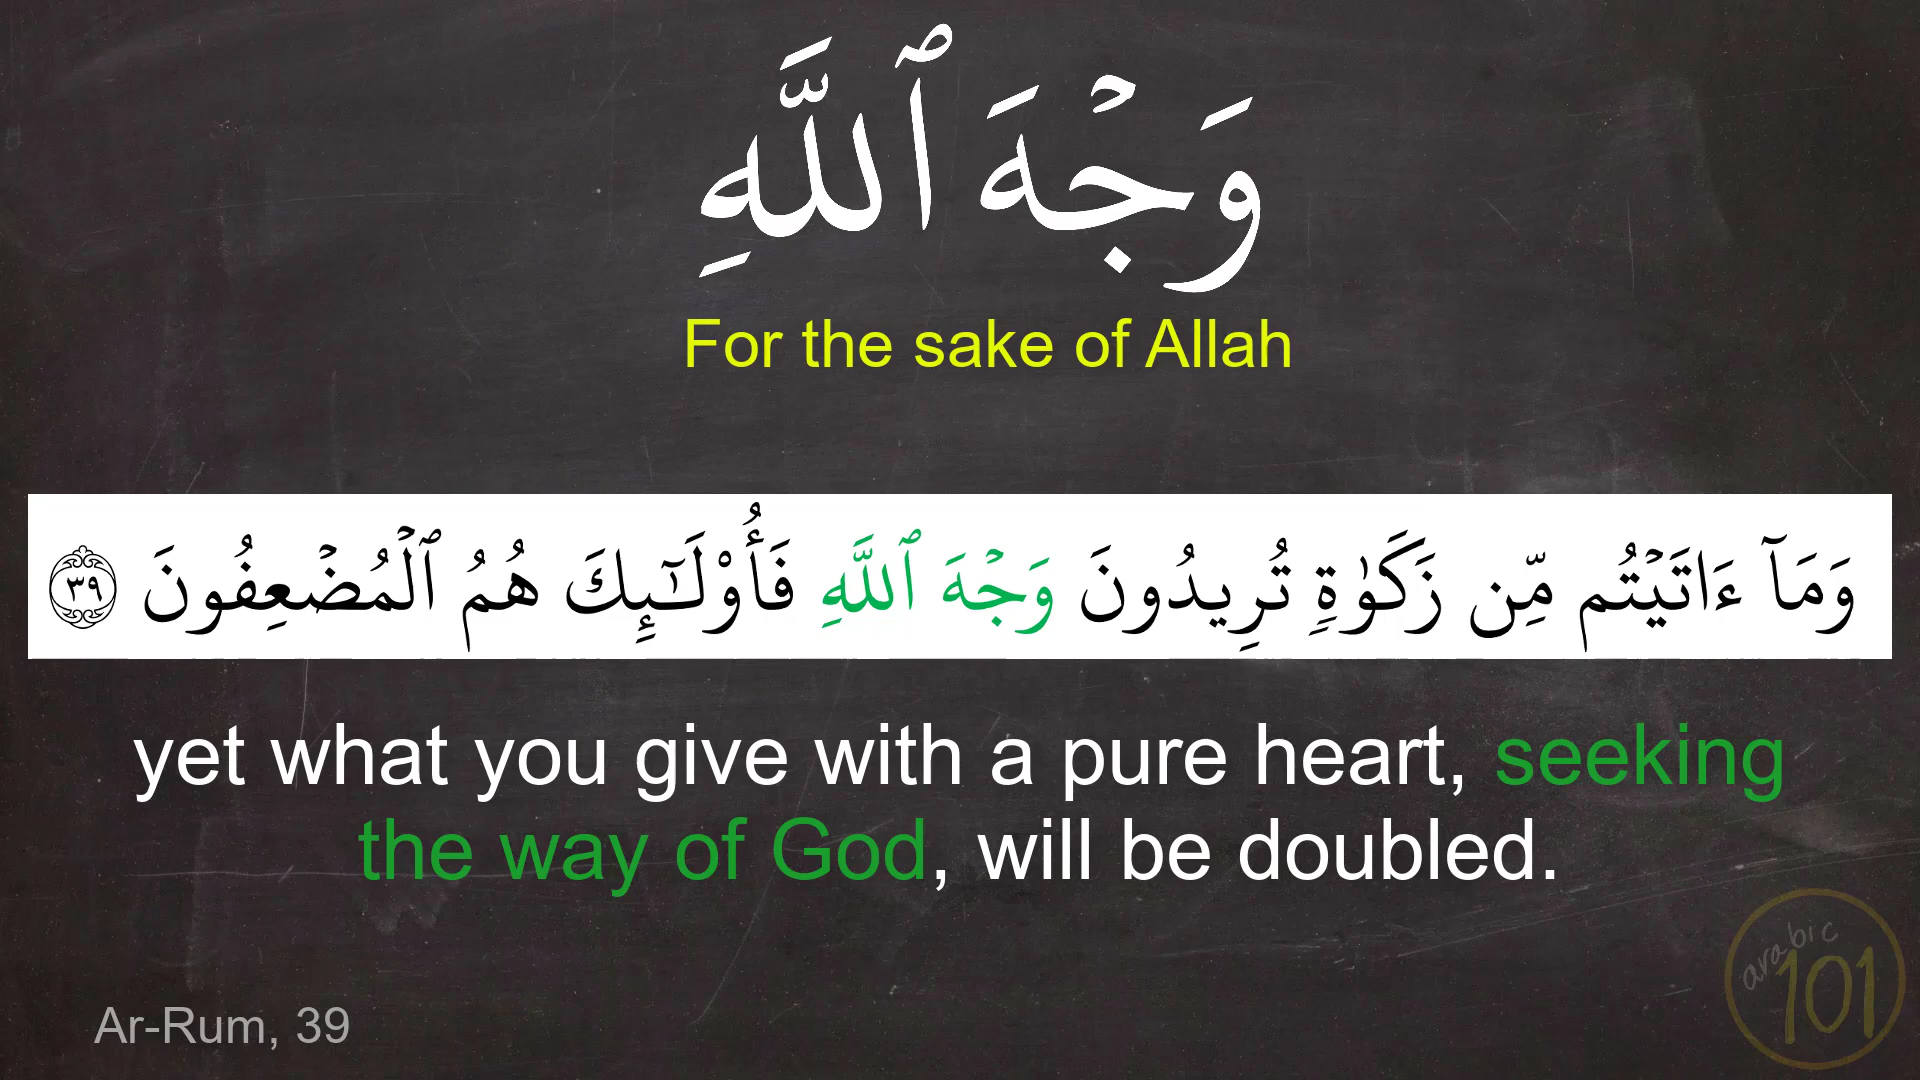 وَجْهَ ٱللَّهِ
For the sake of Allah
وَمَآ ءَاتَيْتُم مِّن زَكَوٰةٍ تُرِيدُونَ وَجْهَ ٱللَّهِ فَأُو۟لَـٰٓئِكَ هُمُ ٱلْمُضْعِفُونَ ٣٩
yet what you give with a pure heart, seeking
the way of God, will be doubled.
arabic
101
Ar-Rum, 39